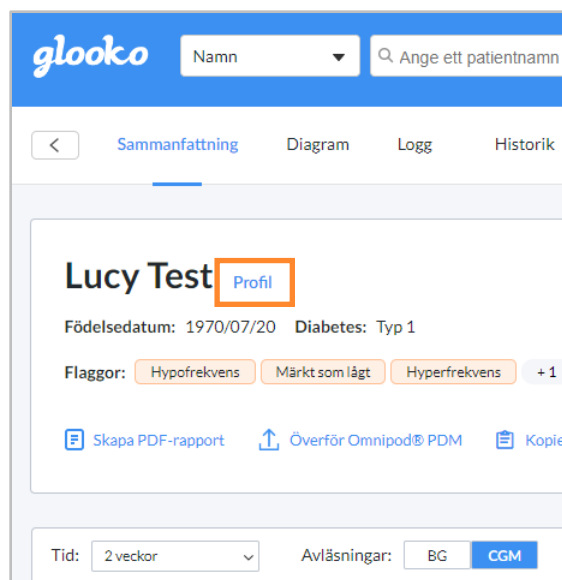 glooko Namn Ange ett patientnamn
Sammanfattning Diagram Logg Historik
Lucy Test Profil
Födelsedatum: 1970/07/20 Diabetes: Typ 1
Flaggor: Hypofrekvens Märkt som lågt Hyperfrekvens + 1
Skapa PDF-rapport Överför Omnipod® PDM Kopie
Tid: 2 veckor Avläsningar: BG CGM